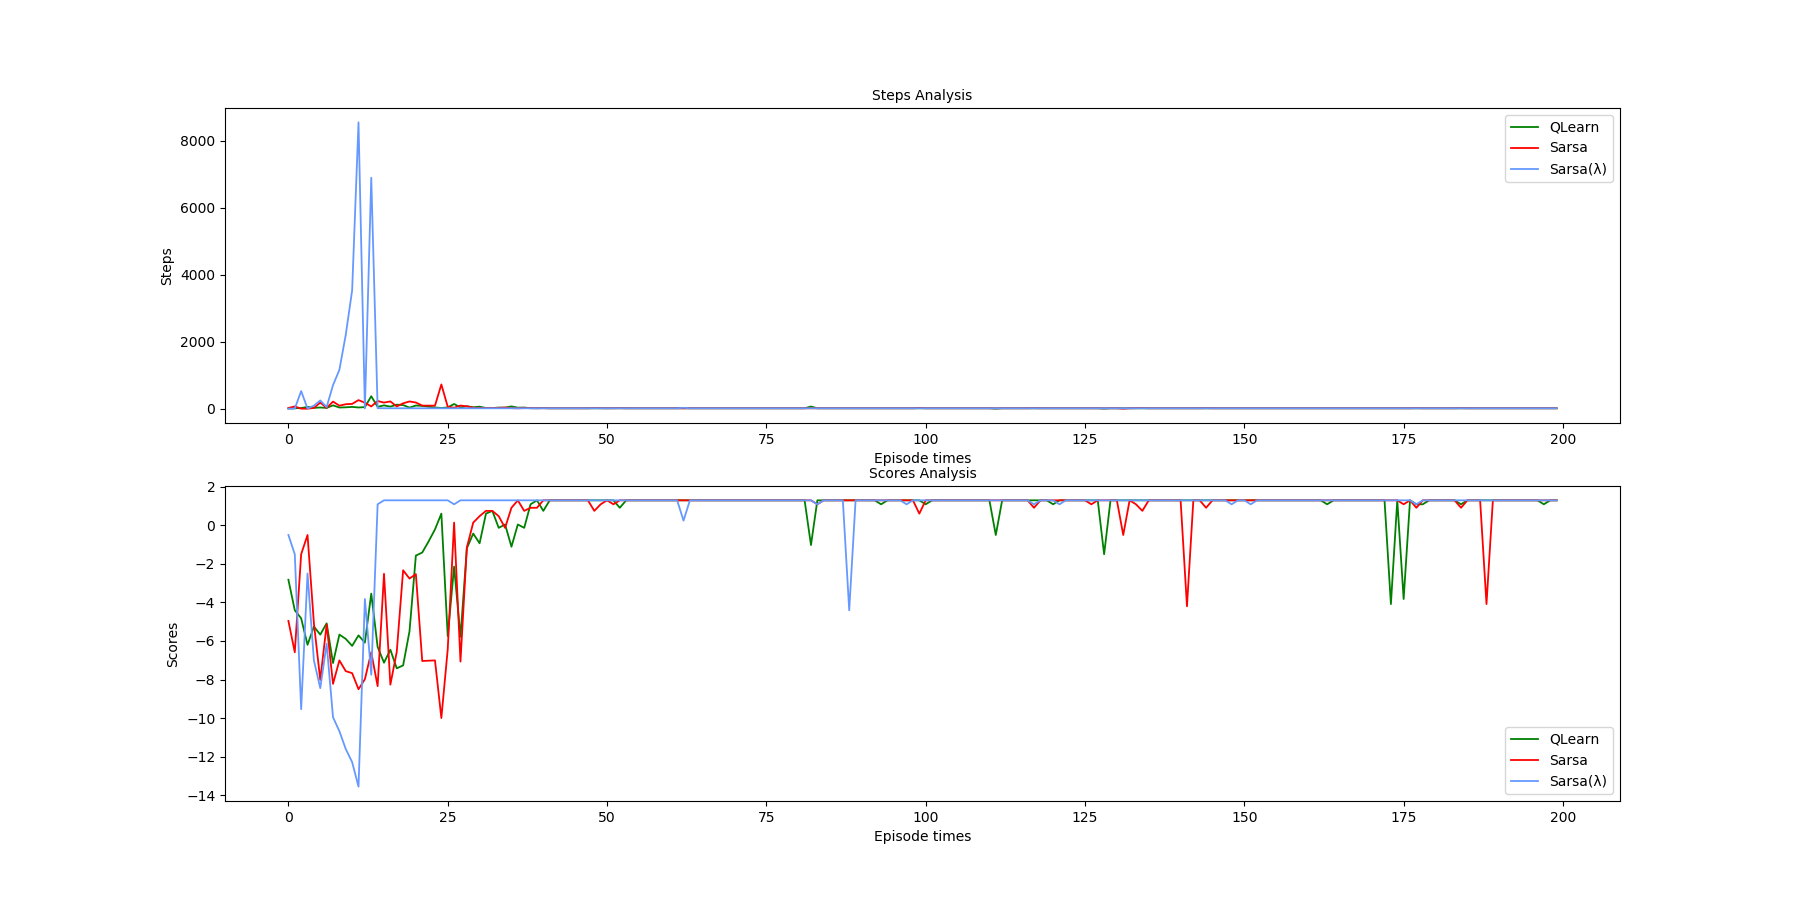 Steps Analysis
8000
6000
4000
2000
0
Steps
QLearn
Sarsa
Sarsa(λ)
0 25 50 75 100 125 150 175 200
Episode times
Scores Analysis
2
0
−2
−4
−6
−8
−10
−12
−14
Scores
QLearn
Sarsa
Sarsa(λ)
0 25 50 75 100 125 150 175 200
Episode times